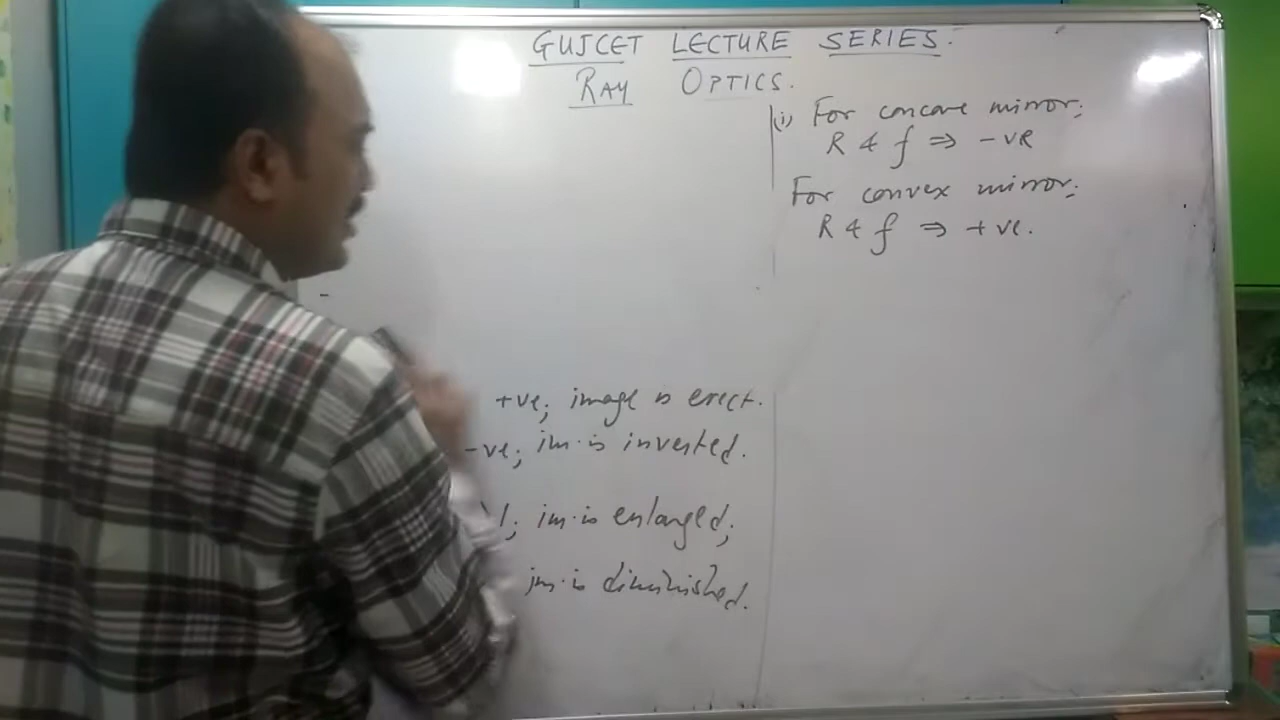 GUJCET LECTURE SERIES.
RAY OPTICS.
+ve; image is erect.
-ve; im. is inverted.
1; im. is enlarged;
im. is diminished.
(i) For concave mirror;
R & f ⇒ -ve
For convex mirror;
R & f ⇒ +ve.